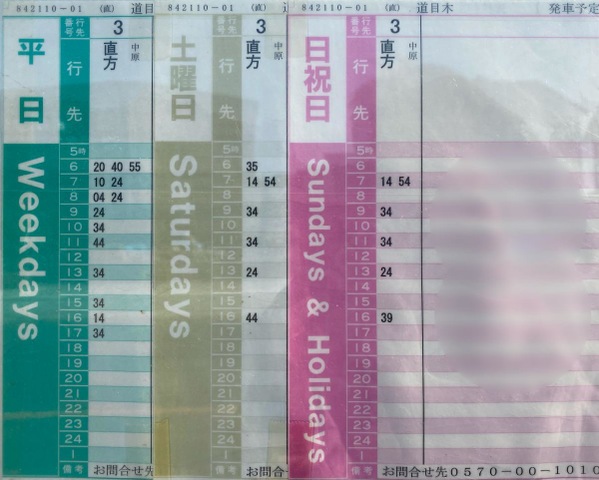 842110-01 (直) 道目
行先番号 3
行先 直方 中原
平日 Weekdays
5時
6 20 40 55
7 10 24
8 04 24
9 24
10 34
11 44
12
13 34
14
15 34
16 14
17 34
18
19
20
21
22
23
24
1
備考 お問合せ先
842110-01 (直) 道
行先番号 3
行先 直方 中原
土曜日 Saturdays
5時
6 35
7 14 54
8
9 34
10
11 34
12
13 24
14
15
16 44
17
18
19
20
21
22
23
24
1
備考 お問合せ
842110-01 (直) 道目木 発車予定
行先番号 3
行先 直方 中原
日祝日 Sundays & Holidays
5時
6
7 14 54
8
9 34
10
11 34
12
13 24
14
15
16 39
17
18
19
20
21
22
23
24
1
備考 お問合せ先0570-00-1010